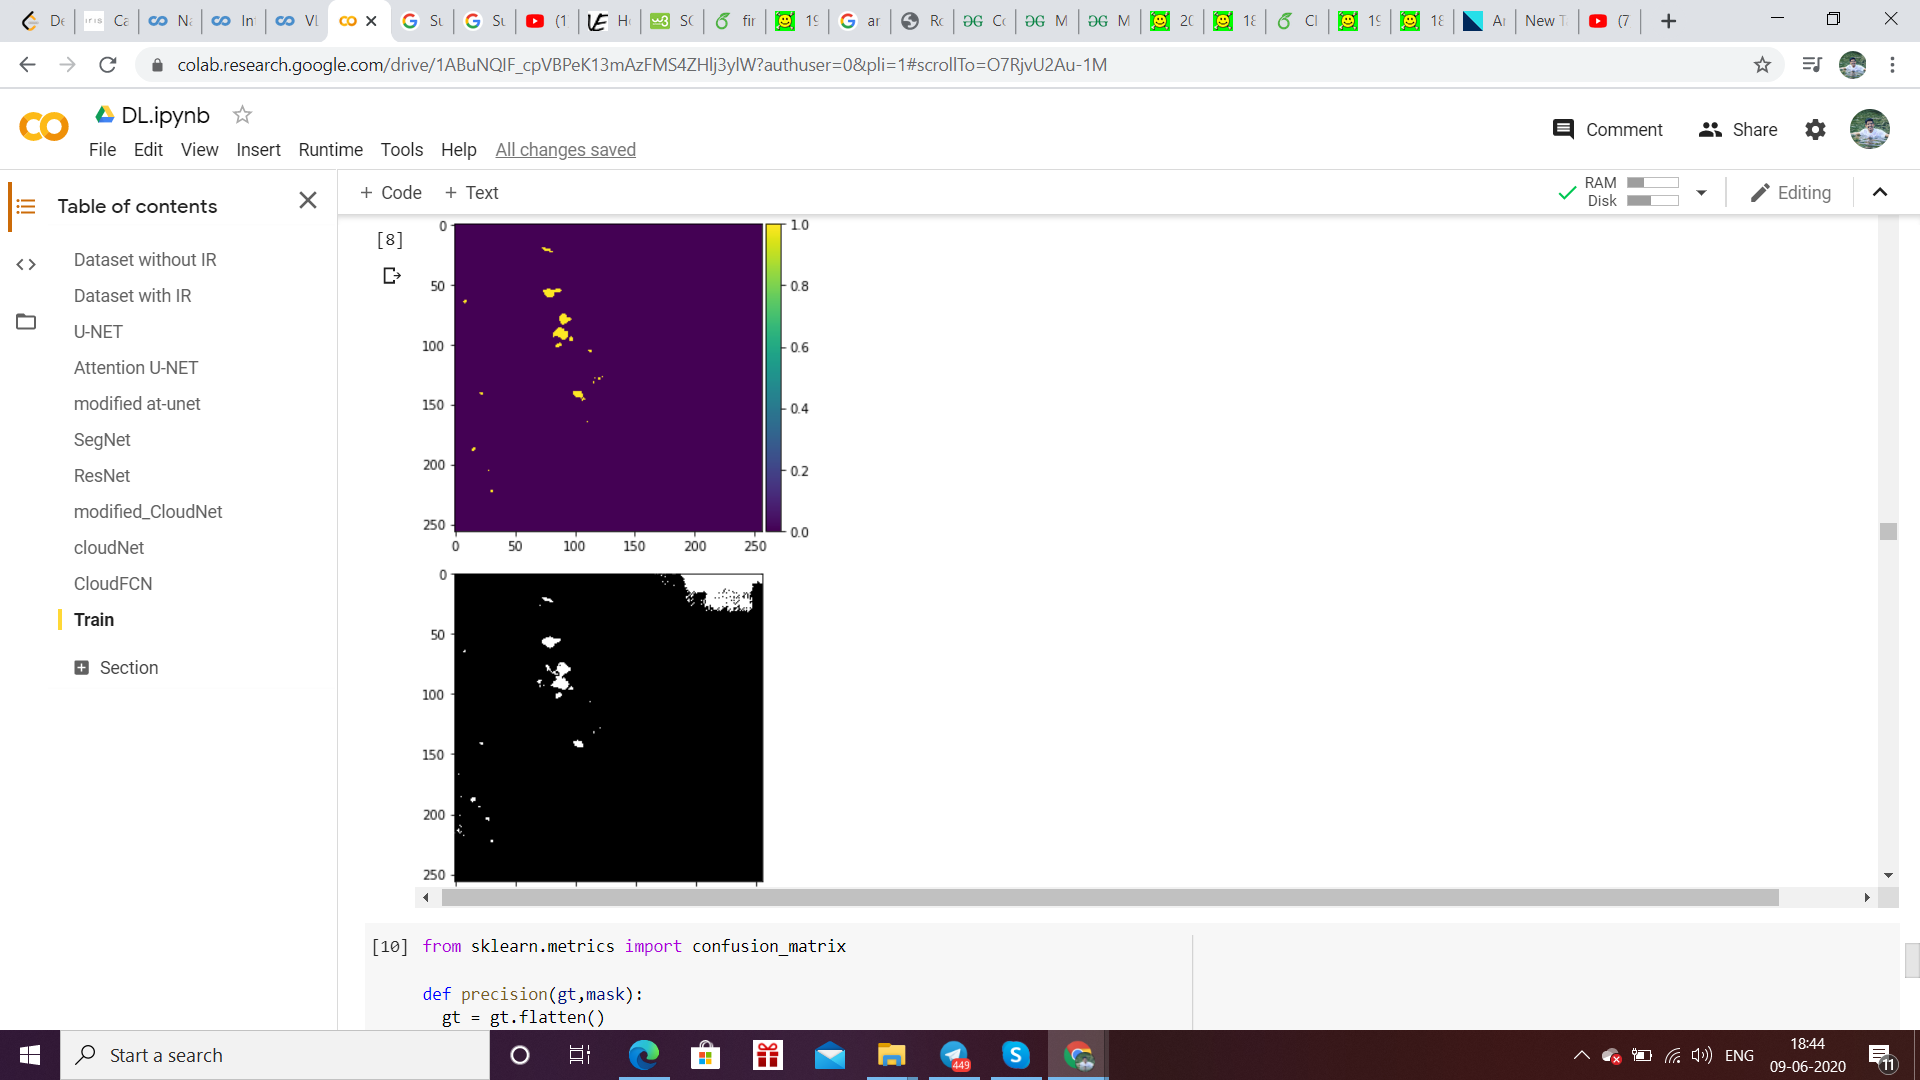 De
Ca
Na
In
VL
Su
Su
(1
Ho
SC
fir
19
ar
Ro
Co
M
M
20
18
Cl
19
18
Ar
New T
(7
colab.research.google.com/drive/1ABuNQIF_cpVBPeK13mAzFMS4ZHlj3ylW?authuser=0&pli=1#scrollTo=O7RjvU2Au-1M
DL.ipynb
Comment
Share
File Edit View Insert Runtime Tools Help All changes saved
Table of contents
+ Code + Text
RAM
Disk
Editing
Dataset without IR
Dataset with IR
U-NET
Attention U-NET
modified at-unet
SegNet
ResNet
modified_CloudNet
cloudNet
CloudFCN
Train
Section
[8]
0
50
100
150
200
250
0 50 100 150 200 250
1.0
0.8
0.6
0.4
0.2
0.0
0
50
100
150
200
250
[10] from sklearn.metrics import confusion_matrix
def precision(gt,mask):
gt = gt.flatten()
Start a search
449
ENG
18:44
09-06-2020
11